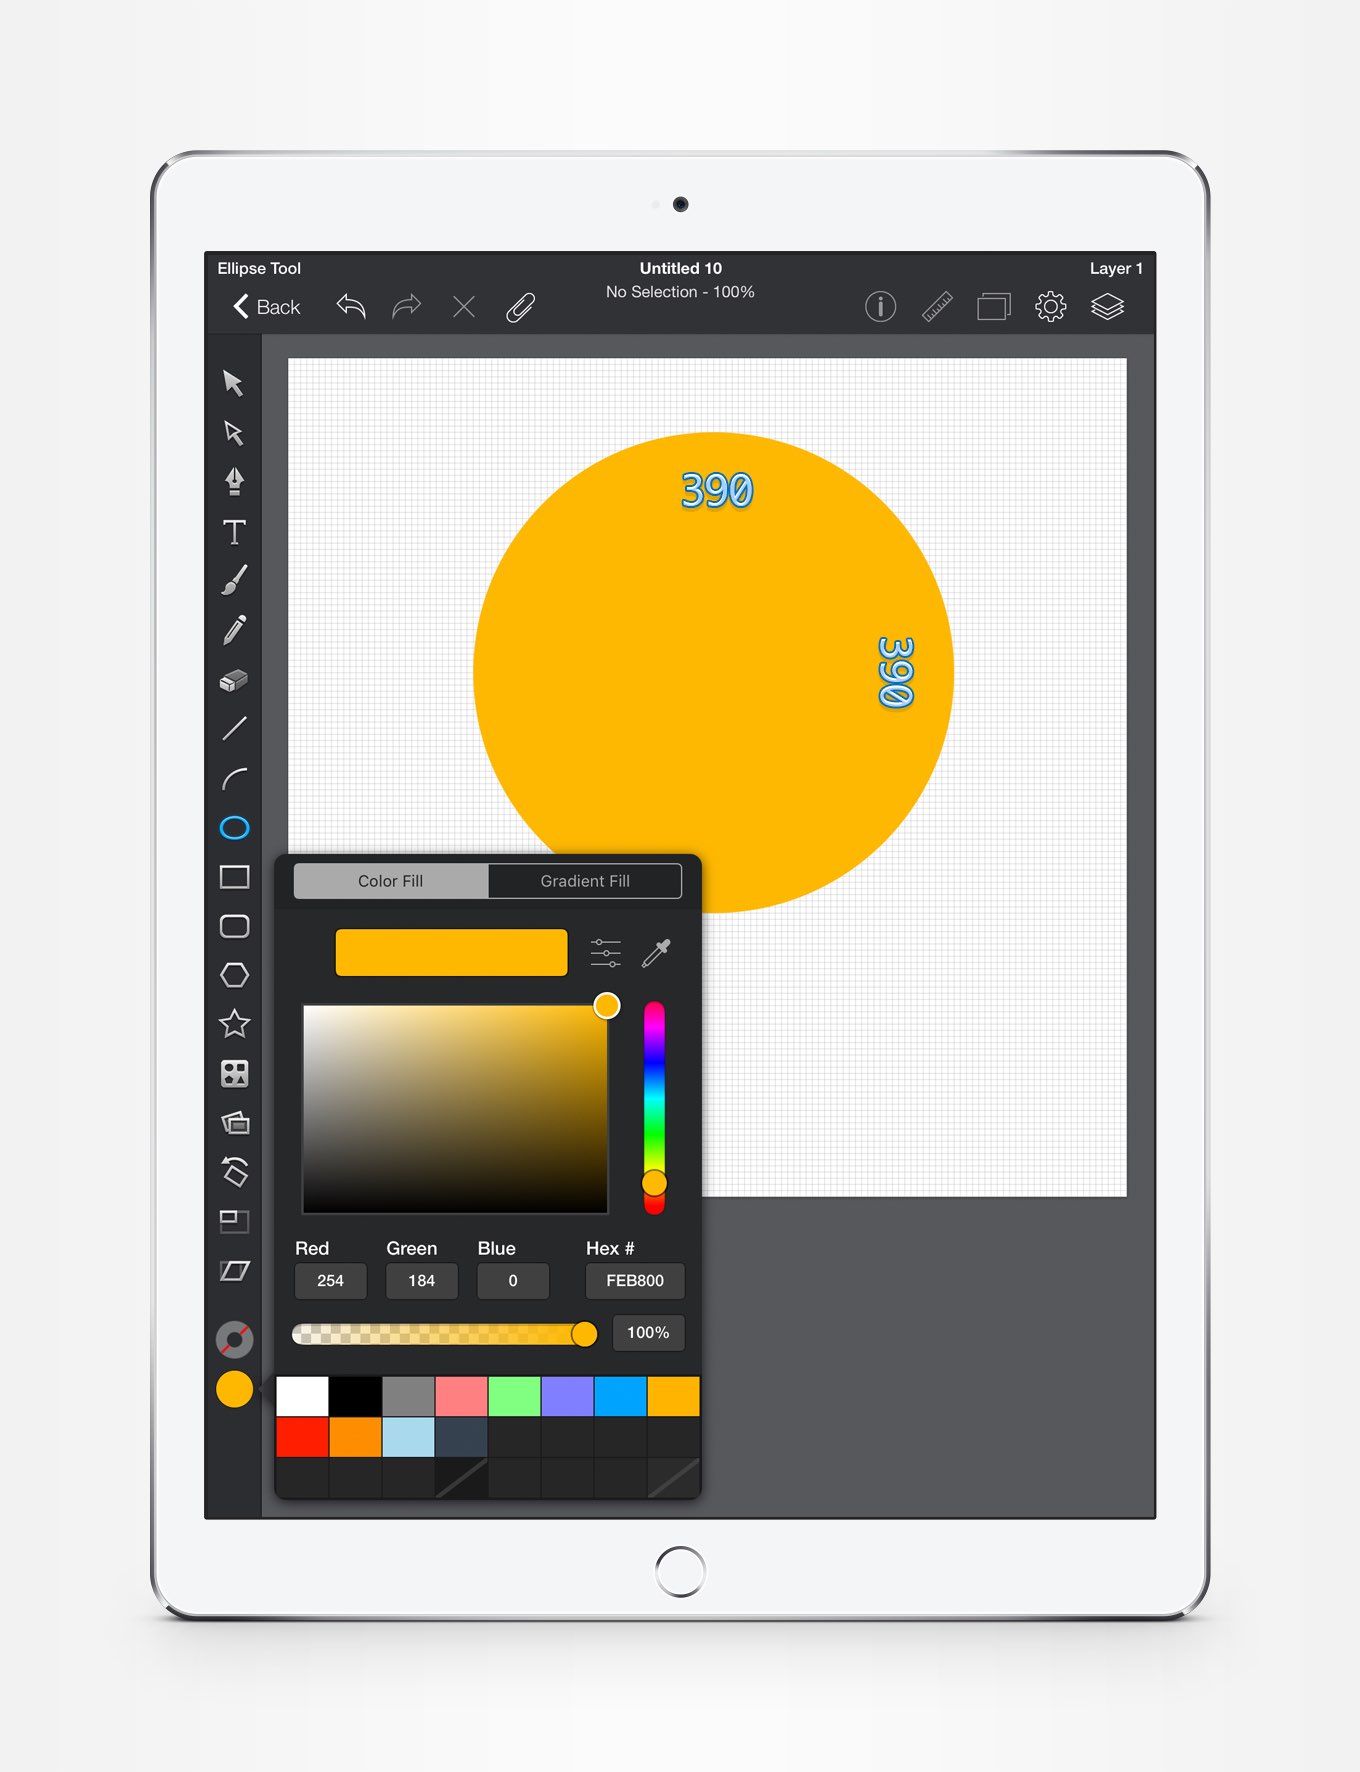 Ellipse Tool
Untitled 10
Layer 1
Back
No Selection - 100%
390
390
Color Fill
Gradient Fill
Red
Green
Blue
Hex #
254
184
0
FEB800
100%